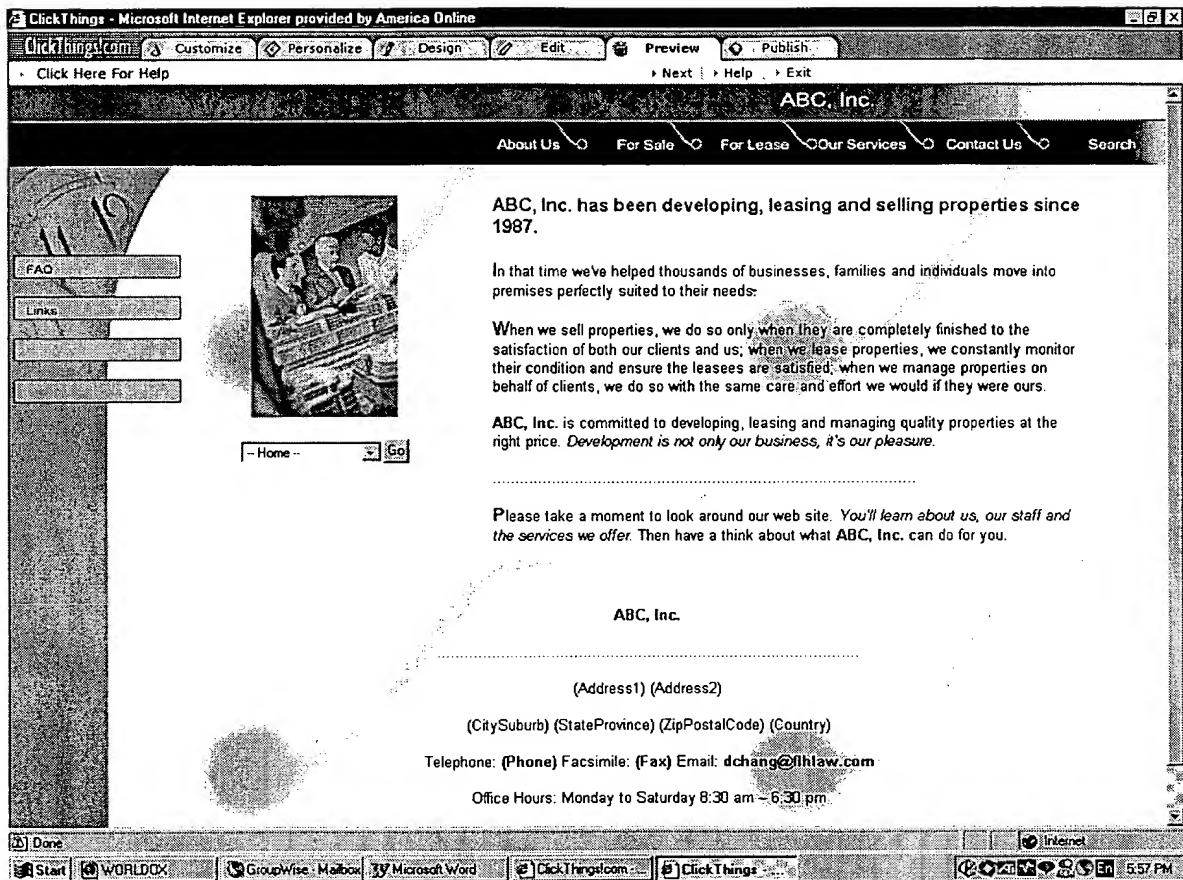 ClickThings - Microsoft Internet Explorer provided by America Online
ClickThings!com Customize Personalize Design Edit Preview Publish
Click Here For Help Next Help Exit
ABC, Inc.
About Us For Sale For Lease Our Services Contact Us Search
FAQ
Links
-- Home -- Go
ABC, Inc. has been developing, leasing and selling properties since
1987.
In that time we've helped thousands of businesses, families and individuals move into
premises perfectly suited to their needs.
When we sell properties, we do so only when they are completely finished to the
satisfaction of both our clients and us; when we lease properties, we constantly monitor
their condition and ensure the leasees are satisfied; when we manage properties on
behalf of clients, we do so with the same care and effort we would if they were ours.
ABC, Inc. is committed to developing, leasing and managing quality properties at the
right price. Development is not only our business, it's our pleasure.
Please take a moment to look around our web site. You'll learn about us, our staff and
the services we offer. Then have a think about what ABC, Inc. can do for you.
ABC, Inc.
(Address1) (Address2)
(CitySuburb) (StateProvince) (ZipPostalCode) (Country)
Telephone: (Phone) Facsimile: (Fax) Email: dchang@flhlaw.com
Office Hours: Monday to Saturday 8:30 am – 6:30 pm
Done Internet
Start WORLDOX GroupWise - Mailbox Microsoft Word ClickThings!com - ... ClickThings - ... En 5:57 PM